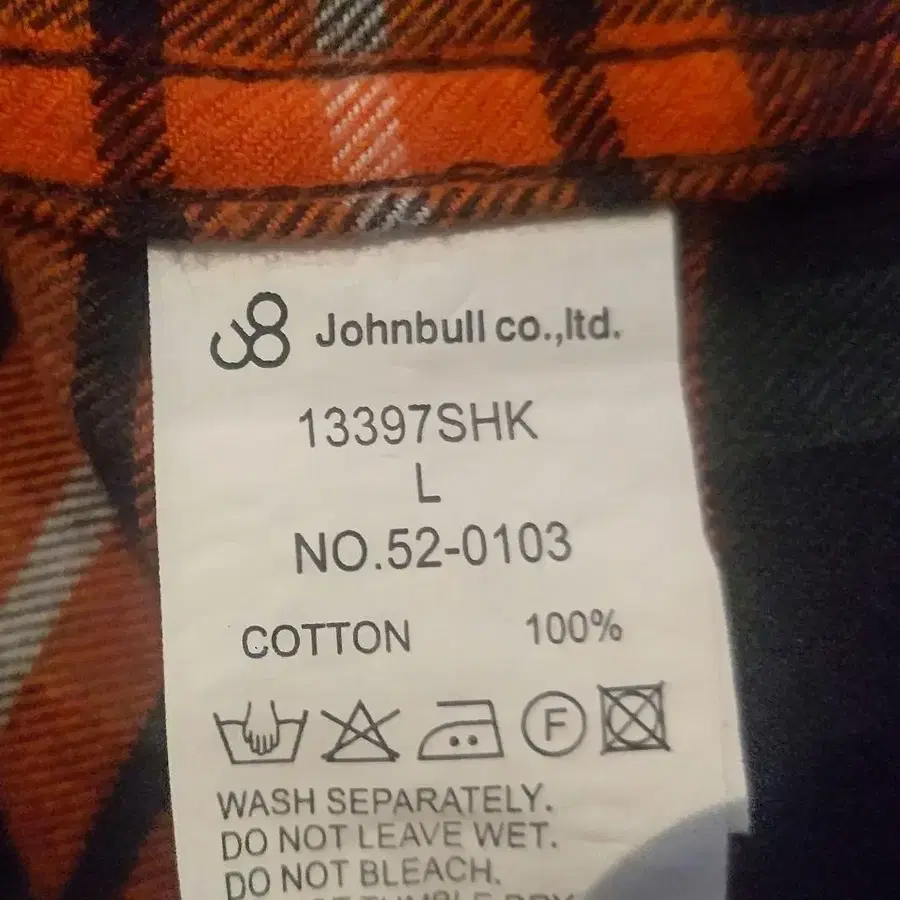 Johnbull co.,ltd.
13397SHK
L
NO.52-0103
COTTON 100%
F
WASH SEPARATELY.
DO NOT LEAVE WET.
DO NOT BLEACH.